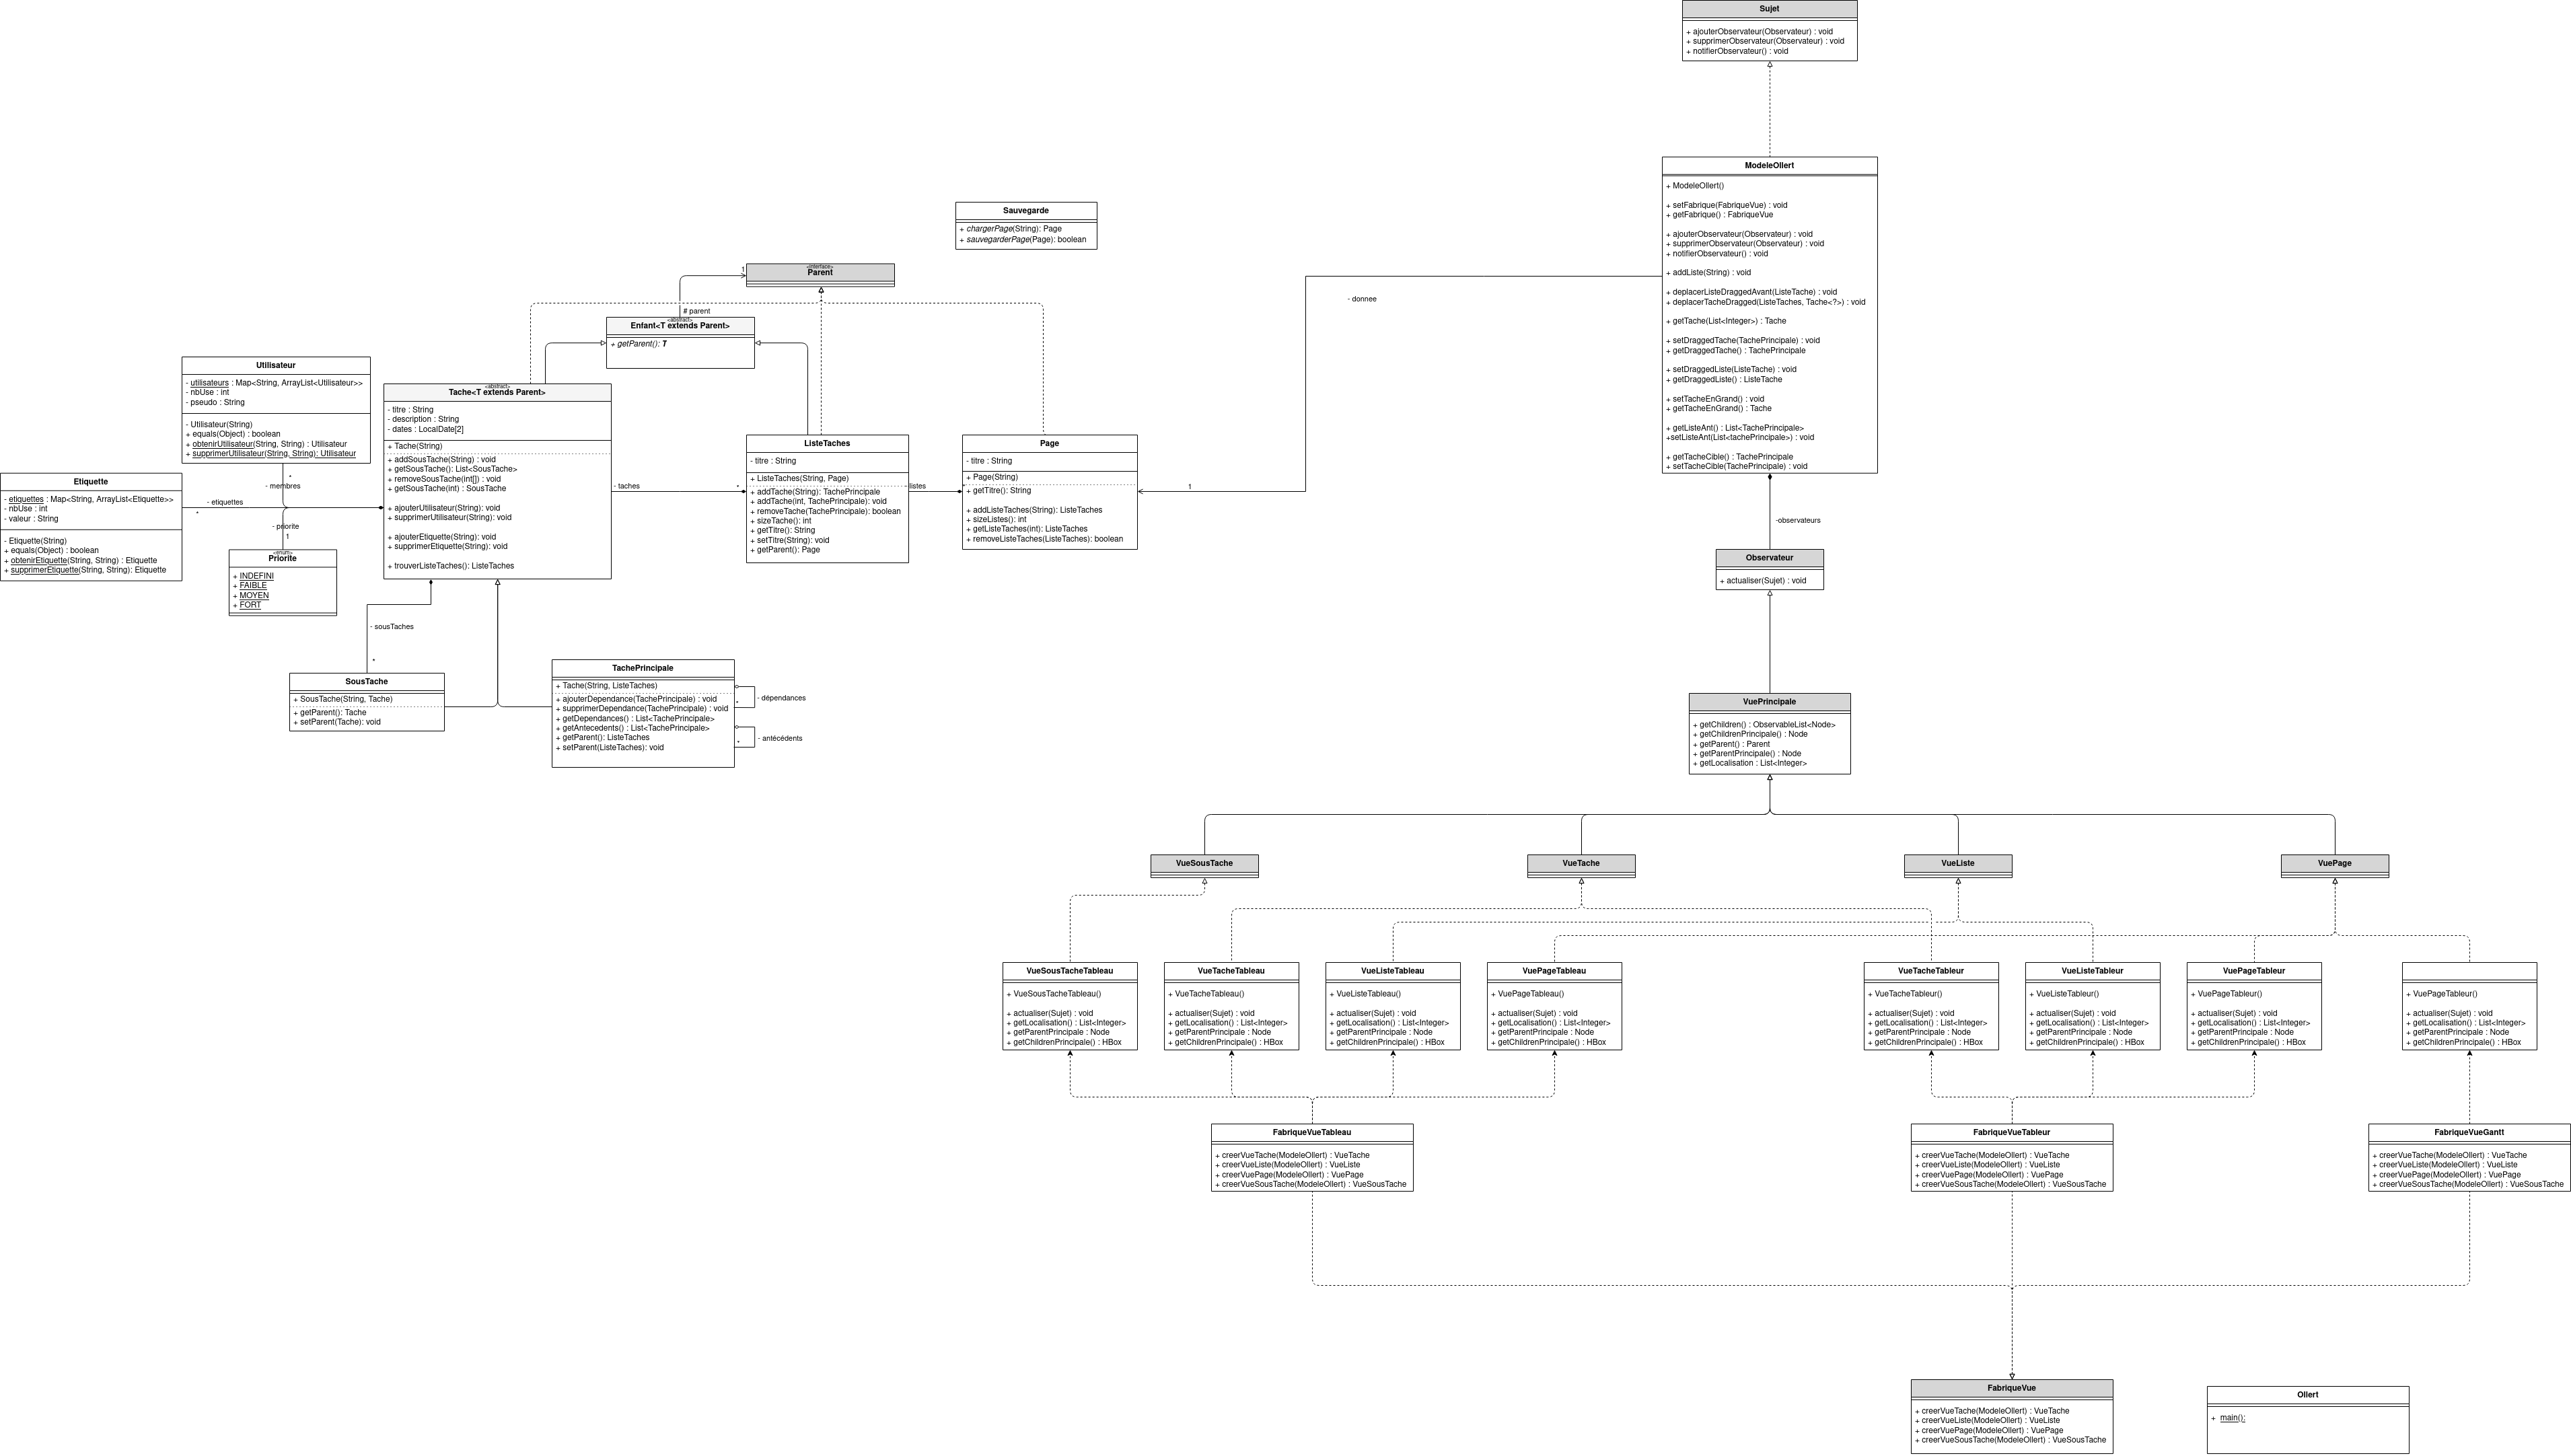 Sujet
+ ajouterObservateur(Observateur) : void
+ supprimerObservateur(Observateur) : void
+ notifierObservateur() : void
ModeleOllert
+ ModeleOllert()
+ setFabrique(FabriqueVue) : void
+ getFabrique() : FabriqueVue
+ ajouterObservateur(Observateur) : void
+ supprimerObservateur(Observateur) : void
+ notifierObservateur() : void
+ addListe(String) : void
+ deplacerListeDraggedAvant(ListeTache) : void
+ deplacerTacheDragged(ListeTaches, Tache<?>) : void
+ getTache(List<Integer>) : Tache
+ setDraggedTache(TachePrincipale) : void
+ getDraggedTache() : TachePrincipale
+ setDraggedListe(ListeTache) : void
+ getDraggedListe() : ListeTache
+ setTacheEnGrand() : void
+ getTacheEnGrand() : Tache
+ getListeAnt() : List<TachePrincipale>
+setListeAnt(List<tachePrincipale>) : void
+ getTacheCible() : TachePrincipale
+ setTacheCible(TachePrincipale) : void
Sauvegarde
+ chargerPage(String): Page
+ sauvegarderPage(Page): boolean
<interface>
Parent
1
# parent
<abstract>
Enfant<T extends Parent>
+ getParent(): T
- donnee
1
Utilisateur
- utilisateurs : Map<String, ArrayList<Utilisateur>>
- nbUse : int
- pseudo : String
- Utilisateur(String)
+ equals(Object) : boolean
+ obtenirUtilisateur(String, String) : Utilisateur
+ supprimerUtilisateur(String, String): Utilisateur
*
- membres
Etiquette
- etiquettes : Map<String, ArrayList<Etiquette>>
- nbUse : int
- valeur : String
- Etiquette(String)
+ equals(Object) : boolean
+ obtenirEtiquette(String, String) : Etiquette
+ supprimerEtiquette(String, String): Etiquette
- etiquettes
*
- priorite
1
<enum>
Priorite
+ INDEFINI
+ FAIBLE
+ MOYEN
+ FORT
<abstract>
Tache<T extends Parent>
- titre : String
- description : String
- dates : LocalDate[2]
+ Tache(String)
+ addSousTache(String) : void
+ getSousTache(): List<SousTache>
+ removeSousTache(int[]) : void
+ getSousTache(int) : SousTache
+ ajouterUtilisateur(String): void
+ supprimerUtilisateur(String): void
+ ajouterEtiquette(String): void
+ supprimerEtiquette(String): void
+ trouverListeTaches(): ListeTaches
- taches
*
ListeTaches
- titre : String
+ ListeTaches(String, Page)
+ addTache(String): TachePrincipale
+ addTache(int, TachePrincipale): void
+ removeTache(TachePrincipale): boolean
+ sizeTache(): int
+ getTitre(): String
+ setTitre(String): void
+ getParent(): Page
- listes
*
Page
- titre : String
+ Page(String)
+ getTitre(): String
+ addListeTaches(String): ListeTaches
+ sizeListes(): int
+ getListeTaches(int): ListeTaches
+ removeListeTaches(ListeTaches): boolean
- sousTaches
*
SousTache
+ SousTache(String, Tache)
+ getParent(): Tache
+ setParent(Tache): void
TachePrincipale
+ Tache(String, ListeTaches)
+ ajouterDependance(TachePrincipale) : void
+ supprimerDependance(TachePrincipale) : void
+ getDependances() : List<TachePrincipale>
+ getAntecedents() : List<TachePrincipale>
+ getParent(): ListeTaches
+ setParent(ListeTaches): void
- dépendances
*
- antécédents
*
-observateurs
Observateur
+ actualiser(Sujet) : void
VuePrincipale
+ getChildren() : ObservableList<Node>
+ getChildrenPrincipale() : Node
+ getParent() : Parent
+ getParentPrincipale() : Node
+ getLocalisation : List<Integer>
VueSousTache
VueTache
VueListe
VuePage
VueSousTacheTableau
+ VueSousTacheTableau()
+ actualiser(Sujet) : void
+ getLocalisation() : List<Integer>
+ getParentPrincipale : Node
+ getChildrenPrincipale() : HBox
VueTacheTableau
+ VueTacheTableau()
+ actualiser(Sujet) : void
+ getLocalisation() : List<Integer>
+ getParentPrincipale : Node
+ getChildrenPrincipale() : HBox
VueListeTableau
+ VueListeTableau()
+ actualiser(Sujet) : void
+ getLocalisation() : List<Integer>
+ getParentPrincipale : Node
+ getChildrenPrincipale() : HBox
VuePageTableau
+ VuePageTableau()
+ actualiser(Sujet) : void
+ getLocalisation() : List<Integer>
+ getParentPrincipale : Node
+ getChildrenPrincipale() : HBox
VueTacheTableur
+ VueTacheTableur()
+ actualiser(Sujet) : void
+ getLocalisation() : List<Integer>
+ getParentPrincipale : Node
+ getChildrenPrincipale() : HBox
VueListeTableur
+ VueListeTableur()
+ actualiser(Sujet) : void
+ getLocalisation() : List<Integer>
+ getParentPrincipale : Node
+ getChildrenPrincipale() : HBox
VuePageTableur
+ VuePageTableur()
+ actualiser(Sujet) : void
+ getLocalisation() : List<Integer>
+ getParentPrincipale : Node
+ getChildrenPrincipale() : HBox
+ VuePageTableur()
+ actualiser(Sujet) : void
+ getLocalisation() : List<Integer>
+ getParentPrincipale : Node
+ getChildrenPrincipale() : HBox
FabriqueVueTableau
+ creerVueTache(ModeleOllert) : VueTache
+ creerVueListe(ModeleOllert) : VueListe
+ creerVuePage(ModeleOllert) : VuePage
+ creerVueSousTache(ModeleOllert) : VueSousTache
FabriqueVueTableur
+ creerVueTache(ModeleOllert) : VueTache
+ creerVueListe(ModeleOllert) : VueListe
+ creerVuePage(ModeleOllert) : VuePage
+ creerVueSousTache(ModeleOllert) : VueSousTache
FabriqueVueGantt
+ creerVueTache(ModeleOllert) : VueTache
+ creerVueListe(ModeleOllert) : VueListe
+ creerVuePage(ModeleOllert) : VuePage
+ creerVueSousTache(ModeleOllert) : VueSousTache
FabriqueVue
+ creerVueTache(ModeleOllert) : VueTache
+ creerVueListe(ModeleOllert) : VueListe
+ creerVuePage(ModeleOllert) : VuePage
+ creerVueSousTache(ModeleOllert) : VueSousTache
Ollert
+ main():